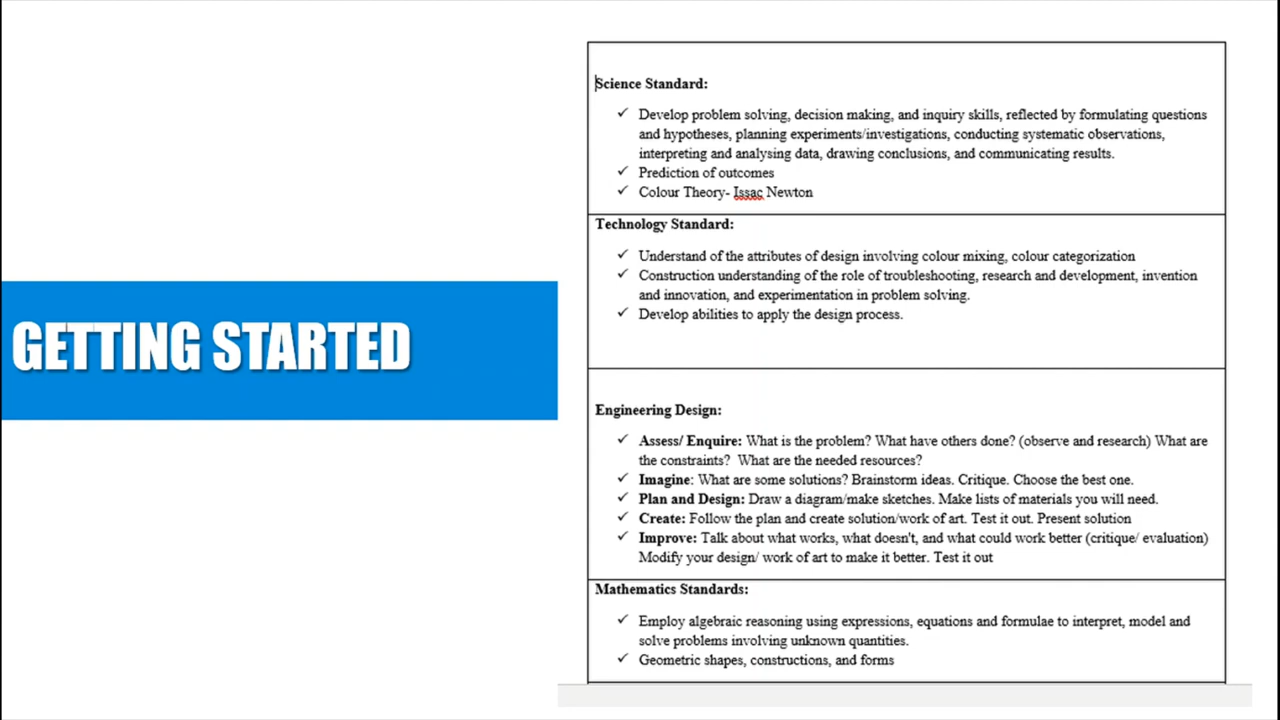 GETTING STARTED
Science Standard:
✓ Develop problem solving, decision making, and inquiry skills, reflected by formulating questions
and hypotheses, planning experiments/investigations, conducting systematic observations,
interpreting and analysing data, drawing conclusions, and communicating results.
✓ Prediction of outcomes
✓ Colour Theory- Issac Newton
Technology Standard:
✓ Understand of the attributes of design involving colour mixing, colour categorization
✓ Construction understanding of the role of troubleshooting, research and development, invention
and innovation, and experimentation in problem solving.
✓ Develop abilities to apply the design process.
Engineering Design:
✓ Assess/ Enquire: What is the problem? What have others done? (observe and research) What are
the constraints? What are the needed resources?
✓ Imagine: What are some solutions? Brainstorm ideas. Critique. Choose the best one.
✓ Plan and Design: Draw a diagram/make sketches. Make lists of materials you will need.
✓ Create: Follow the plan and create solution/work of art. Test it out. Present solution
✓ Improve: Talk about what works, what doesn't, and what could work better (critique/ evaluation)
Modify your design/ work of art to make it better. Test it out
Mathematics Standards:
✓ Employ algebraic reasoning using expressions, equations and formulae to interpret, model and
solve problems involving unknown quantities.
✓ Geometric shapes, constructions, and forms